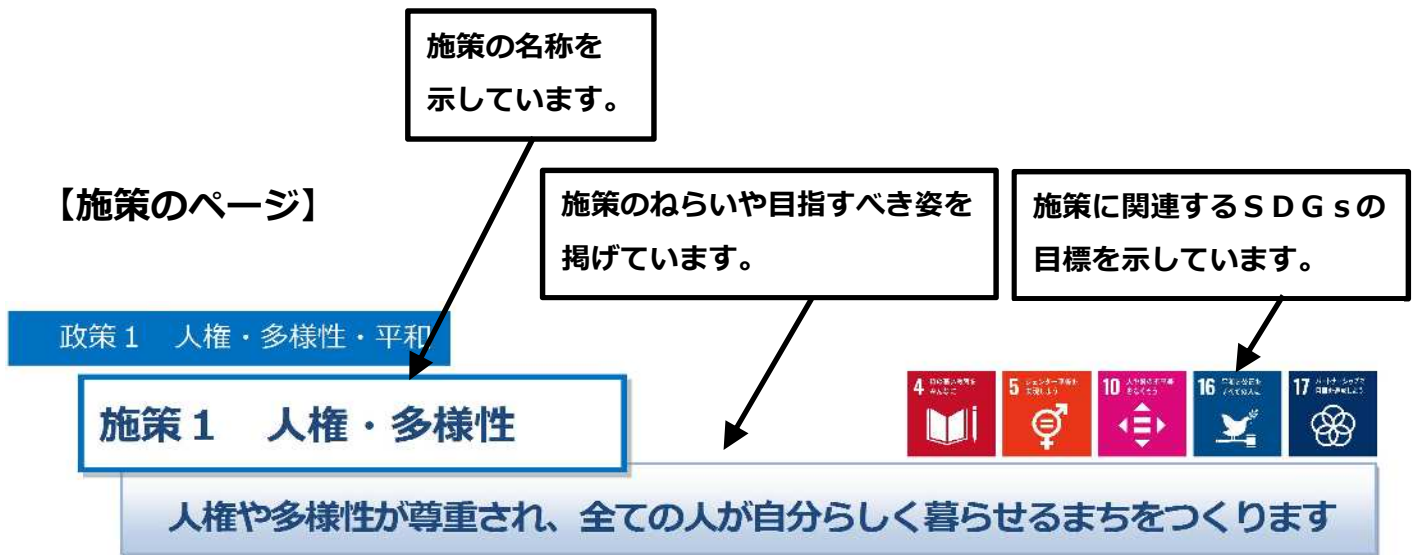 施策の名称を
示しています。
【施策のページ】
施策のねらいや目指すべき姿を
掲げています。
施策に関連するＳＤＧｓの
目標を示しています。
政策１　人権・多様性・平和
施策１　人権・多様性
4
5
10
16
17
人権や多様性が尊重され、全ての人が自分らしく暮らせるまちをつくります